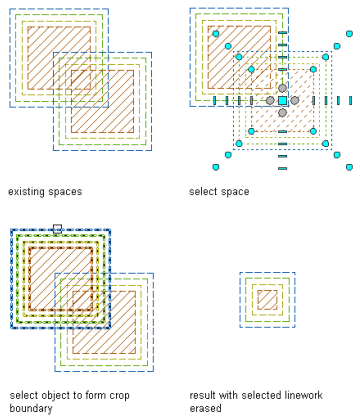 existing spaces
select space
select object to form crop
boundary
result with selected linework
erased